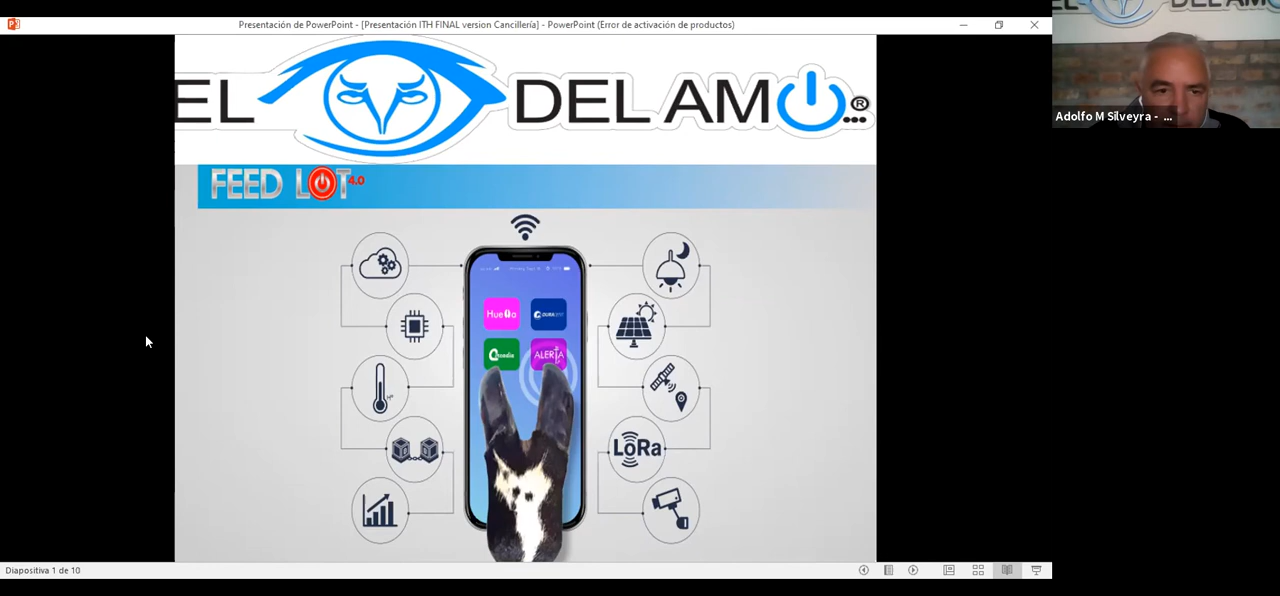 Presentación de PowerPoint - [Presentación ITH FINAL version Cancillería] - PowerPoint (Error de activación de productos)
EL DEL AMO ®
FEED LOT 4.0
Huello
ALERTA
LoRa
Adolfo M Silveyra - ...
Diapositiva 1 de 10